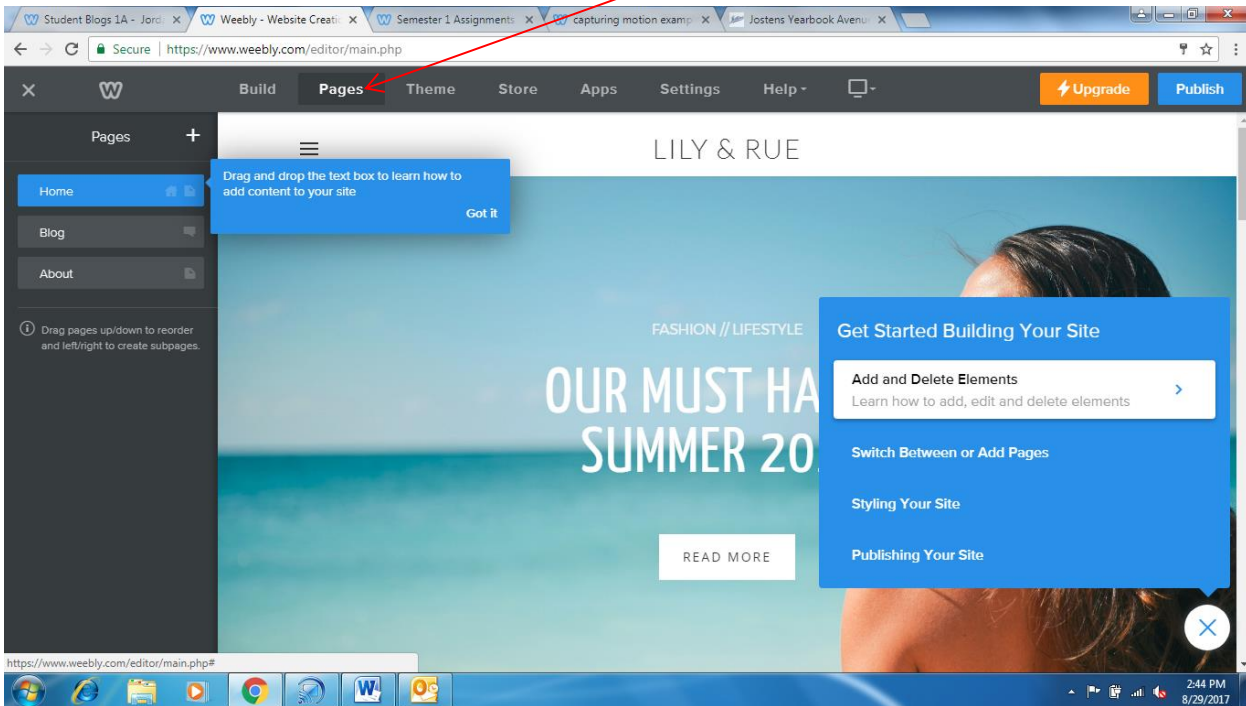 Student Blogs 1A - Jord
Weebly - Website Creati
Semester 1 Assignments
capturing motion examp
Jostens Yearbook Avenu
Secure | https://www.weebly.com/editor/main.php
Build Pages Theme Store Apps Settings Help Upgrade Publish
Pages +
Home
Blog
About
Drag pages up/down to reorder
and left/right to create subpages.
Drag and drop the text box to learn how to
add content to your site
Got it
LILY & RUE
FASHION // LIFESTYLE
OUR MUST HA
SUMMER 20
READ MORE
Get Started Building Your Site
Add and Delete Elements
Learn how to add, edit and delete elements
Switch Between or Add Pages
Styling Your Site
Publishing Your Site
https://www.weebly.com/editor/main.php#
2:44 PM
8/29/2017